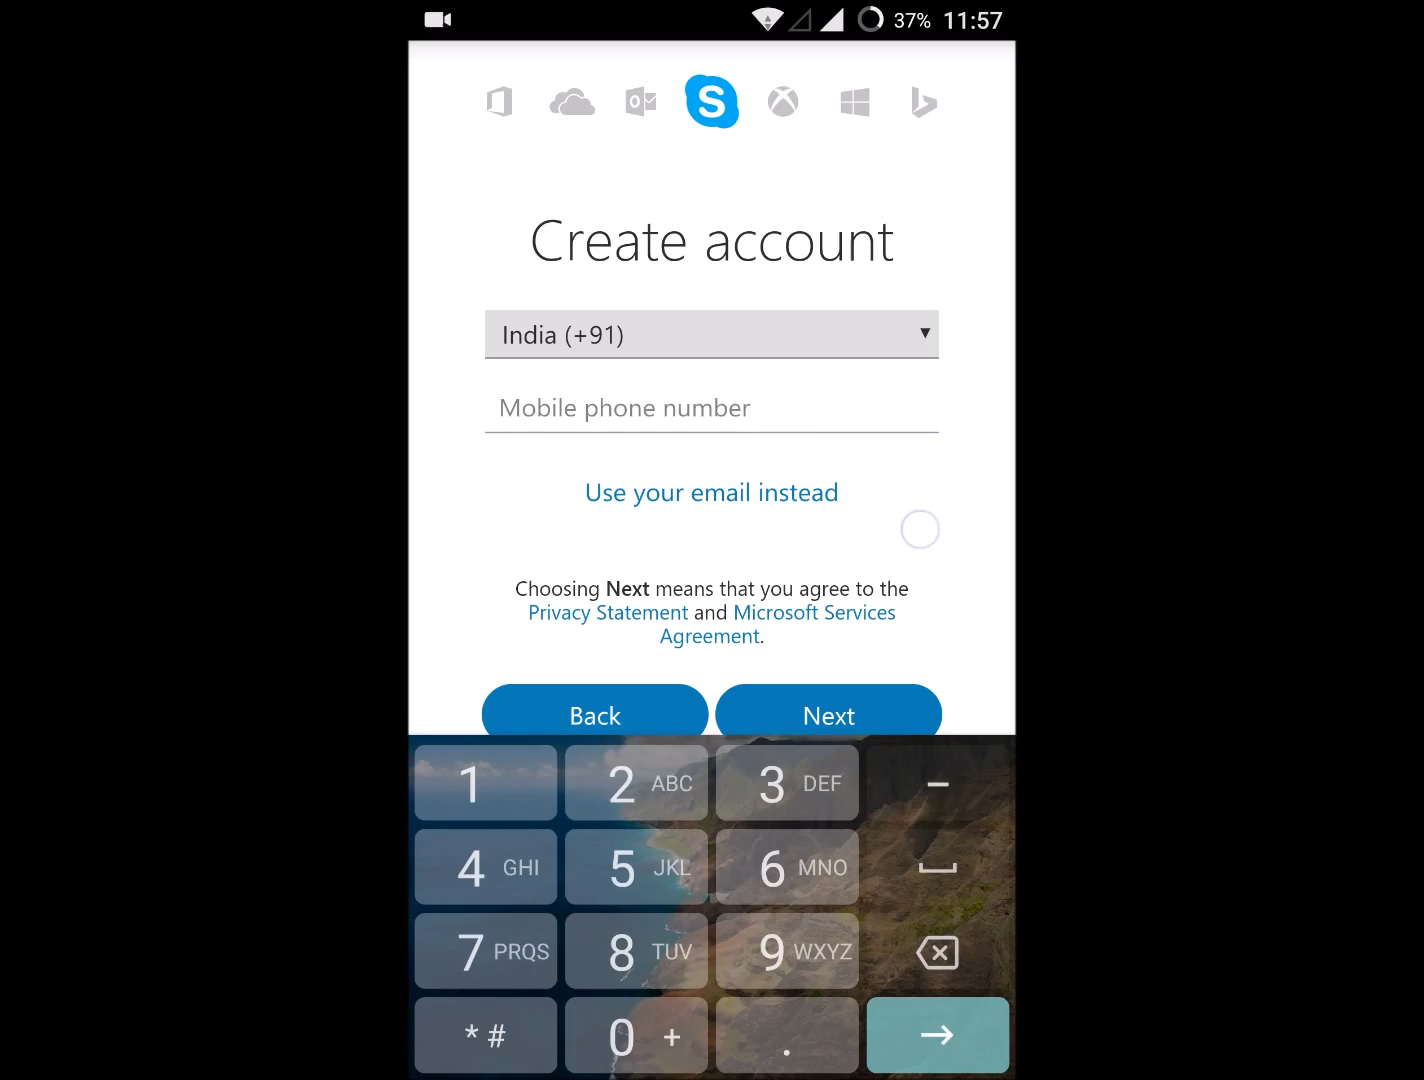 37% 11:57
S
Create account
India (+91)
Mobile phone number
Use your email instead
Choosing Next means that you agree to the
Privacy Statement and Microsoft Services
Agreement.
Back Next
1 2 ABC 3 DEF -
4 GHI 5 JKL 6 MNO
7 PRQS 8 TUV 9 WXYZ
* # 0 + .